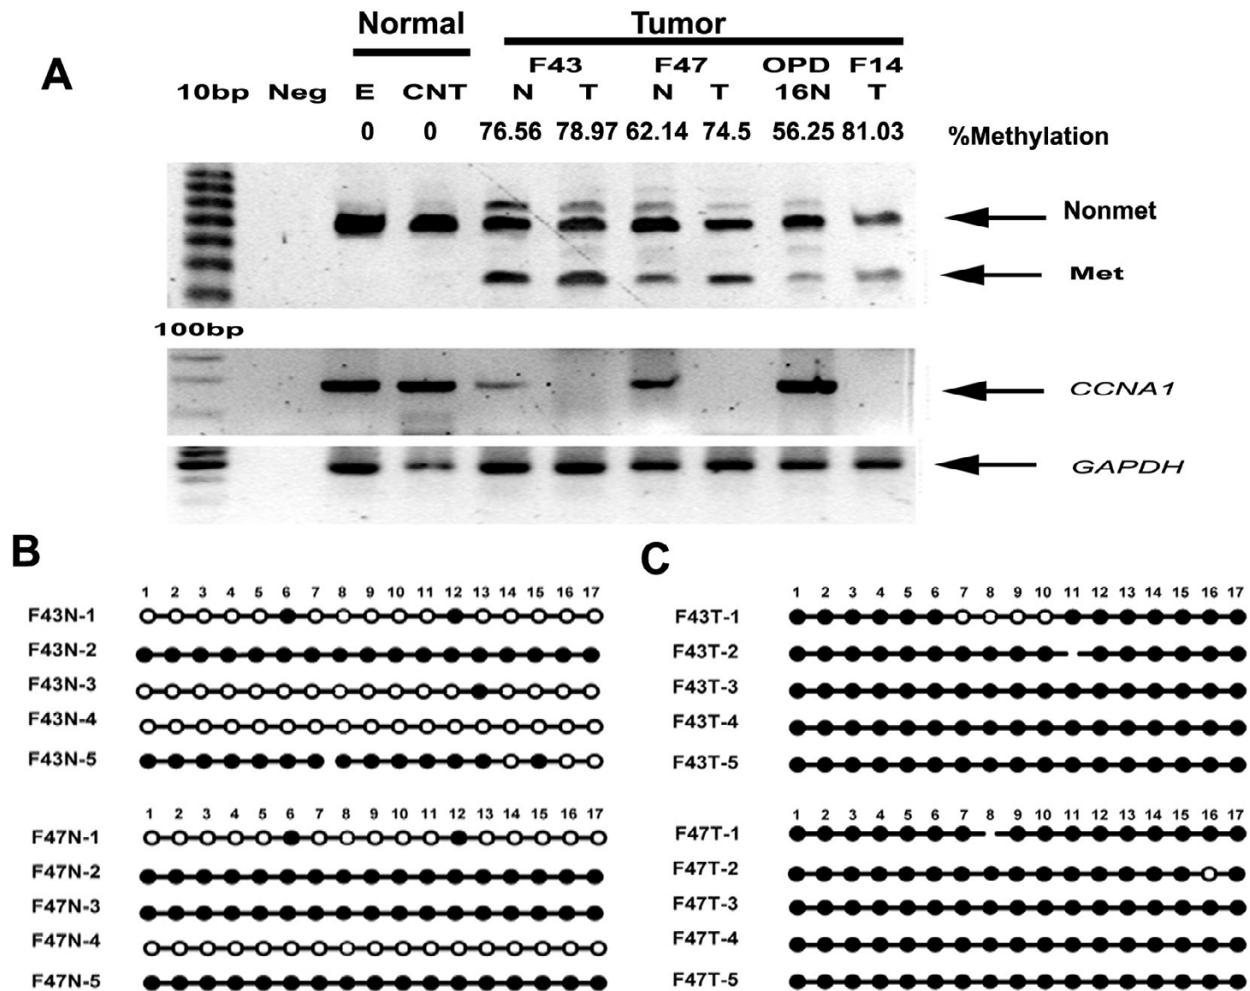 Normal Tumor
A
F43 F47 OPD F14
10bp Neg E CNT N T N T 16N T
0 0 76.56 78.97 62.14 74.5 56.25 81.03 %Methylation
Nonmet
Met
100bp
CCNA1
GAPDH
B
1 2 3 4 5 6 7 8 9 10 11 12 13 14 15 16 17
F43N-1
F43N-2
F43N-3
F43N-4
F43N-5
1 2 3 4 5 6 7 8 9 10 11 12 13 14 15 16 17
F47N-1
F47N-2
F47N-3
F47N-4
F47N-5
C
1 2 3 4 5 6 7 8 9 10 11 12 13 14 15 16 17
F43T-1
F43T-2
F43T-3
F43T-4
F43T-5
1 2 3 4 5 6 7 8 9 10 11 12 13 14 15 16 17
F47T-1
F47T-2
F47T-3
F47T-4
F47T-5